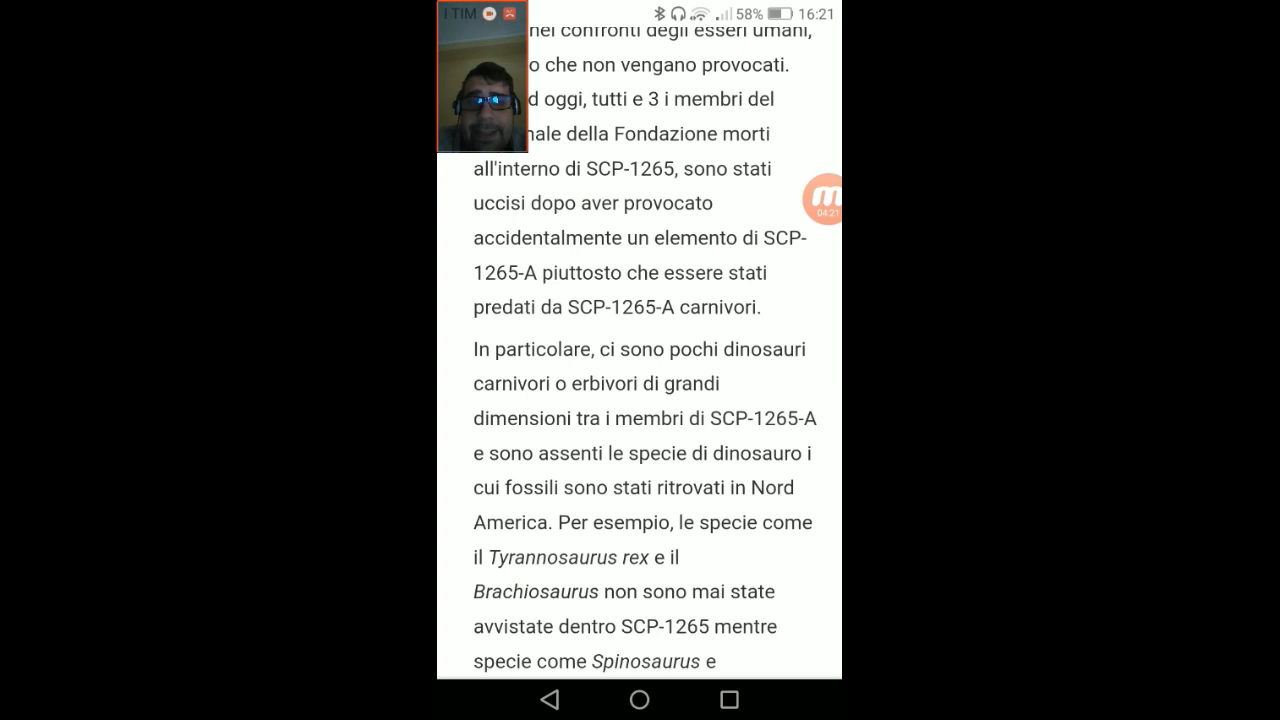 I TIM 58% 16:21
nei confronti degli esseri umani,
o che non vengano provocati.
d oggi, tutti e 3 i membri del
nale della Fondazione morti
all'interno di SCP-1265, sono stati
04:21
uccisi dopo aver provocato
accidentalmente un elemento di SCP-
1265-A piuttosto che essere stati
predati da SCP-1265-A carnivori.
In particolare, ci sono pochi dinosauri
carnivori o erbivori di grandi
dimensioni tra i membri di SCP-1265-A
e sono assenti le specie di dinosauro i
cui fossili sono stati ritrovati in Nord
America. Per esempio, le specie come
il Tyrannosaurus rex e il
Brachiosaurus non sono mai state
avvistate dentro SCP-1265 mentre
specie come Spinosaurus e